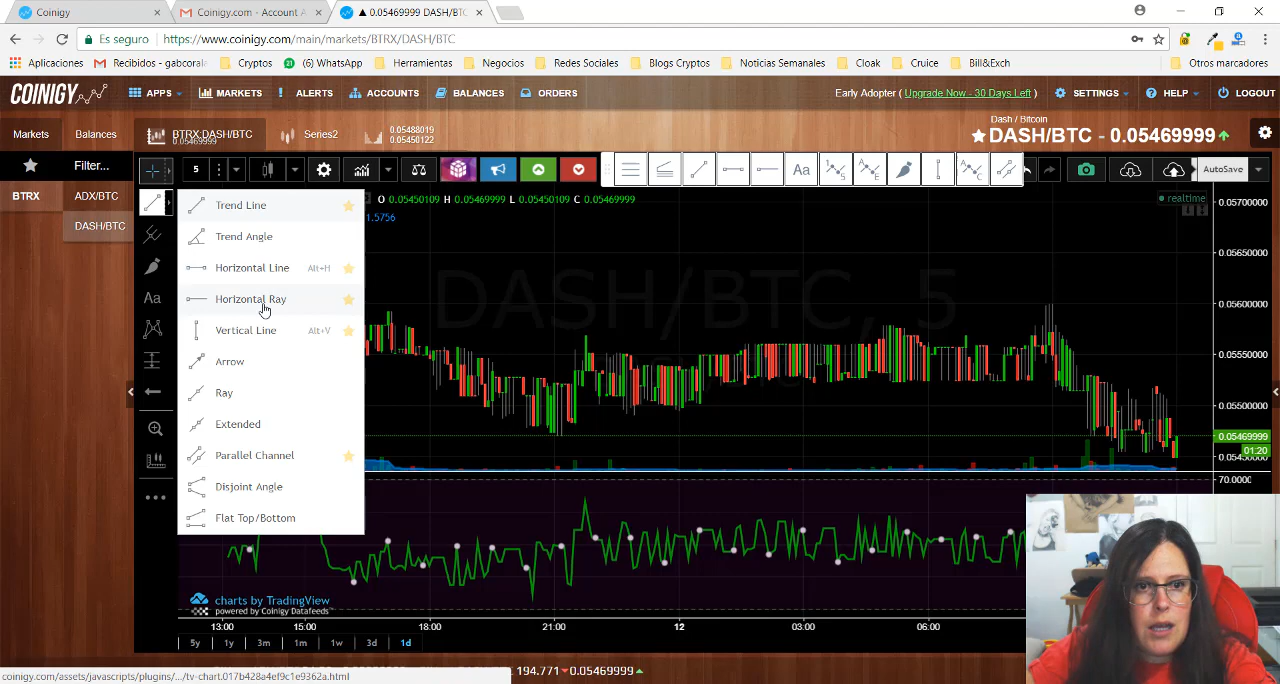 Coinigy
Coinigy.com - Account A
▲ 0.05469999 DASH/BTC
Es seguro
https://www.coinigy.com/main/markets/BTRX/DASH/BTC
Aplicaciones
Recibidos - gabcorala
Cryptos
21
(6) WhatsApp
Herramientas
Negoc
Redes Sociales
Blogs Cryptos
Noticias Semanales
Cloak
Cruice
Bill&Exch
Otros marcadores
COINIGY
APPS
MARKETS
! ALERTS
ACCOUNTS
BALANCES
ORDERS
Early Adopter ( Upgrade Now - 30 Days Left )
SETTINGS
HELP
LOGOUT
Markets
Balances
BTRX:DASH/BTC
0.05469999
Series2
0.05488019
0.05450122
Dash / Bitcoin
DASH/BTC - 0.05469999
Filter...
5
Aa
AutoSave
BTRX
ADX/BTC
DASH/BTC
O 0.05450109 H 0.05469999 L 0.05450109 C 0.05469999
1.5756
realtime
DASH/BTC, 5
Trend Line
Trend Angle
Horizontal Line Alt+H
Horizontal Ray
Vertical Line Alt+V
Arrow
Ray
Extended
Parallel Channel
Disjoint Angle
Flat Top/Bottom
Aa
0.05700000
0.05650000
0.05600000
0.05550000
0.05500000
0.05469999
01:20
70.0000
charts by TradingView
powered by Coinigy Datafeeds
13:00
15:00
18:00
21:00
12
03:00
06:00
5y
1y
3m
1m
1w
3d
1d
194.771
0.05469999
coinigy.com/assets/javascripts/plugins/.../tv-chart.017b428a4ef9c1e9362a.html